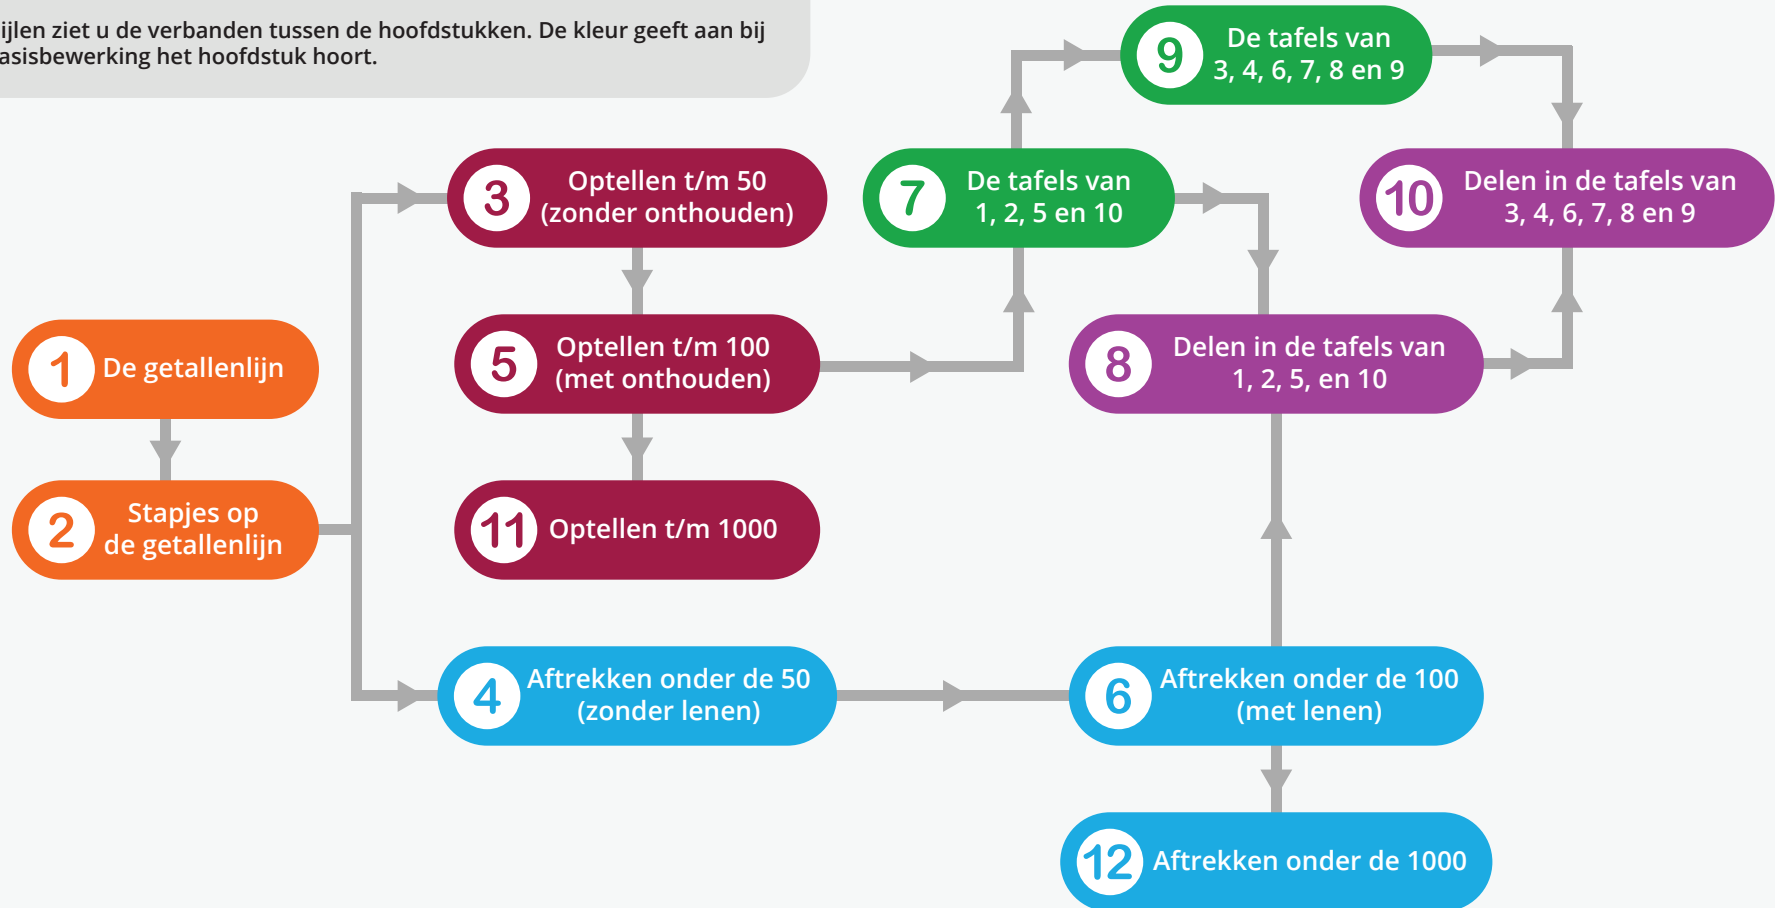 ijlen ziet u de verbanden tussen de hoofdstukken. De kleur geeft aan bij
asisbewerking het hoofdstuk hoort.
1 De getallenlijn
2 Stapjes op
de getallenlijn
3 Optellen t/m 50
(zonder onthouden)
4 Aftrekken onder de 50
(zonder lenen)
5 Optellen t/m 100
(met onthouden)
6 Aftrekken onder de 100
(met lenen)
7 De tafels van
1, 2, 5 en 10
8 Delen in de tafels van
1, 2, 5, en 10
9 De tafels van
3, 4, 6, 7, 8 en 9
10 Delen in de tafels van
3, 4, 6, 7, 8 en 9
11 Optellen t/m 1000
12 Aftrekken onder de 1000